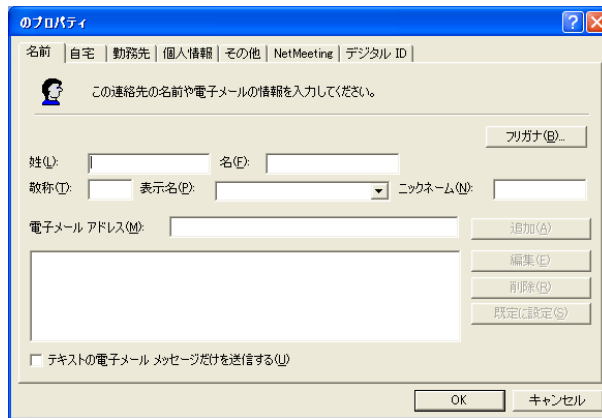 のプロパティ
名前 自宅 勤務先 個人情報 その他 NetMeeting デジタル ID
この連絡先の名前や電子メールの情報を入力してください。
フリガナ(B)...
姓(L): 名(F):
敬称(T): 表示名(P): ニックネーム(N):
電子メール アドレス(M): 追加(A)
編集(E)
削除(R)
既定に設定(S)
テキストの電子メール メッセージだけを送信する(U)
OK キャンセル